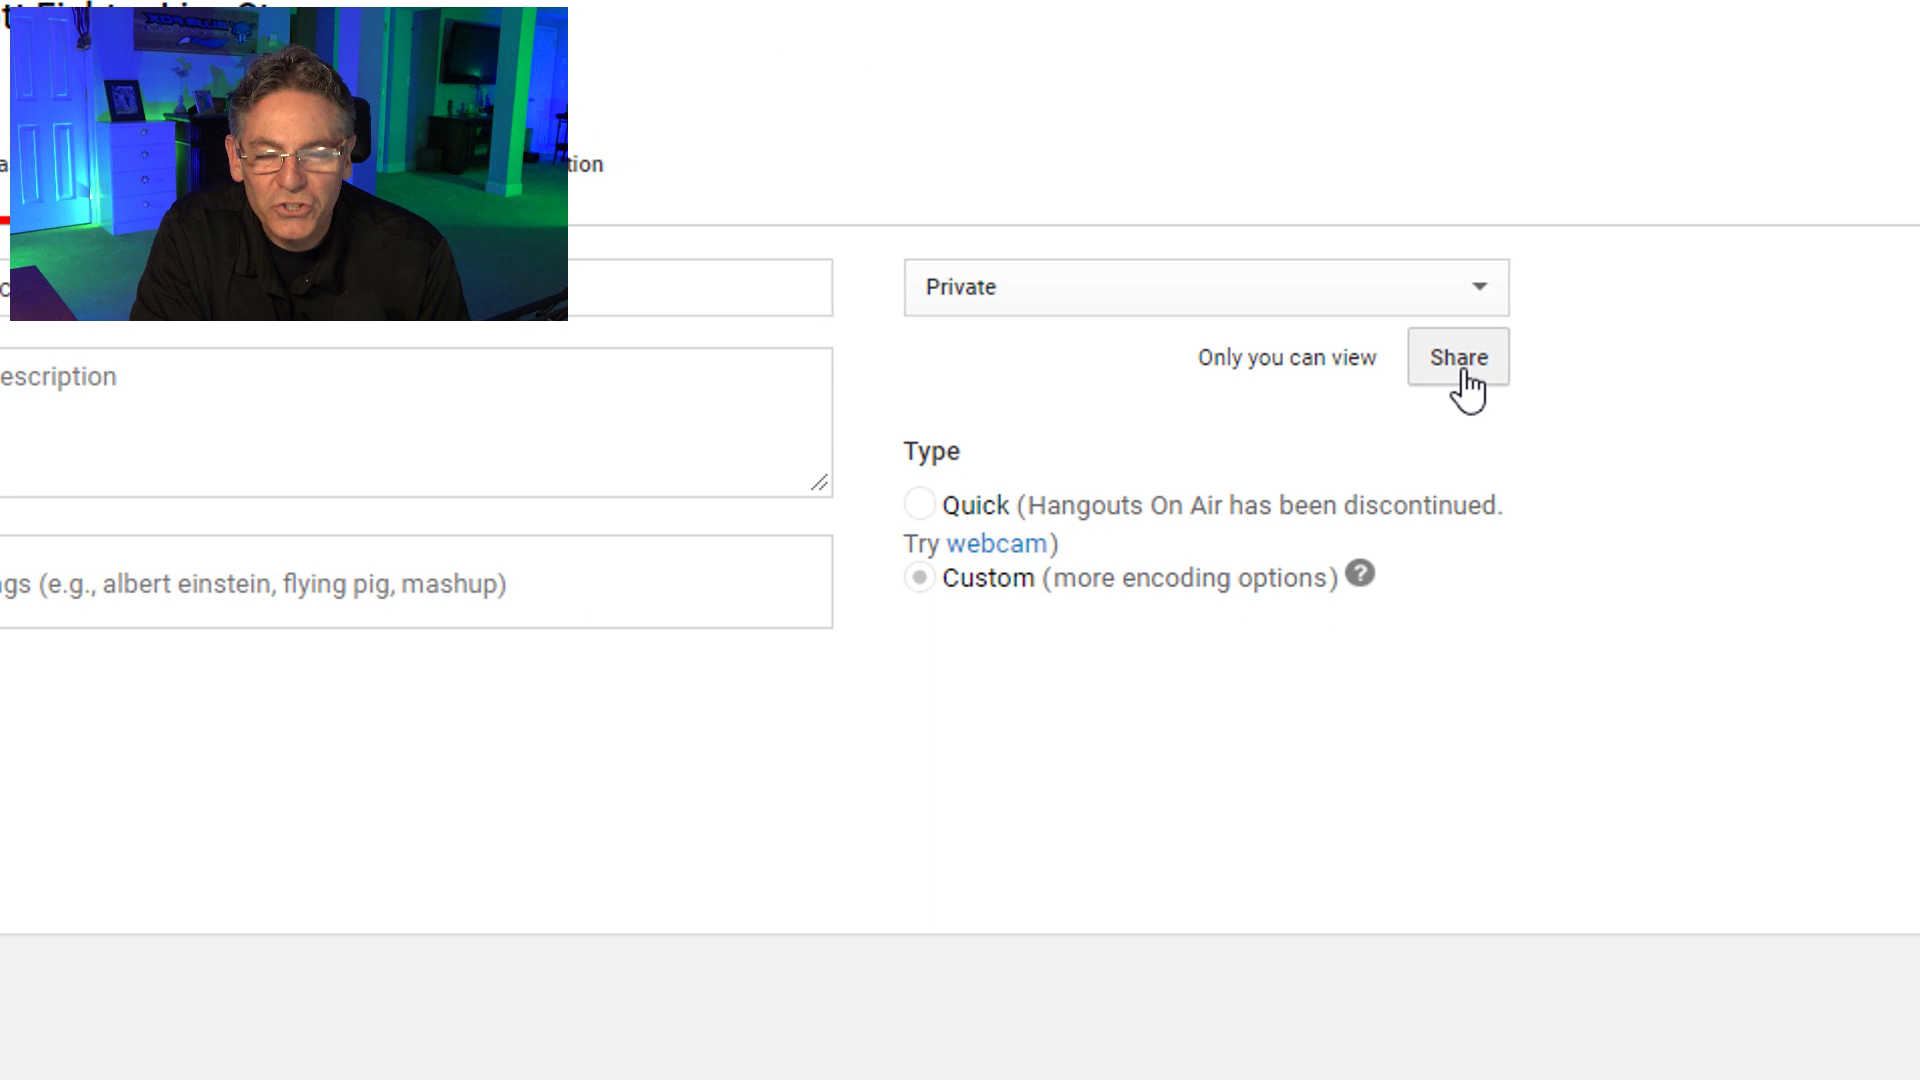 tion
Private
Only you can view
Share
escription
Type
Quick (Hangouts On Air has been discontinued.
Try webcam)
Custom (more encoding options) ?
gs (e.g., albert einstein, flying pig, mashup)